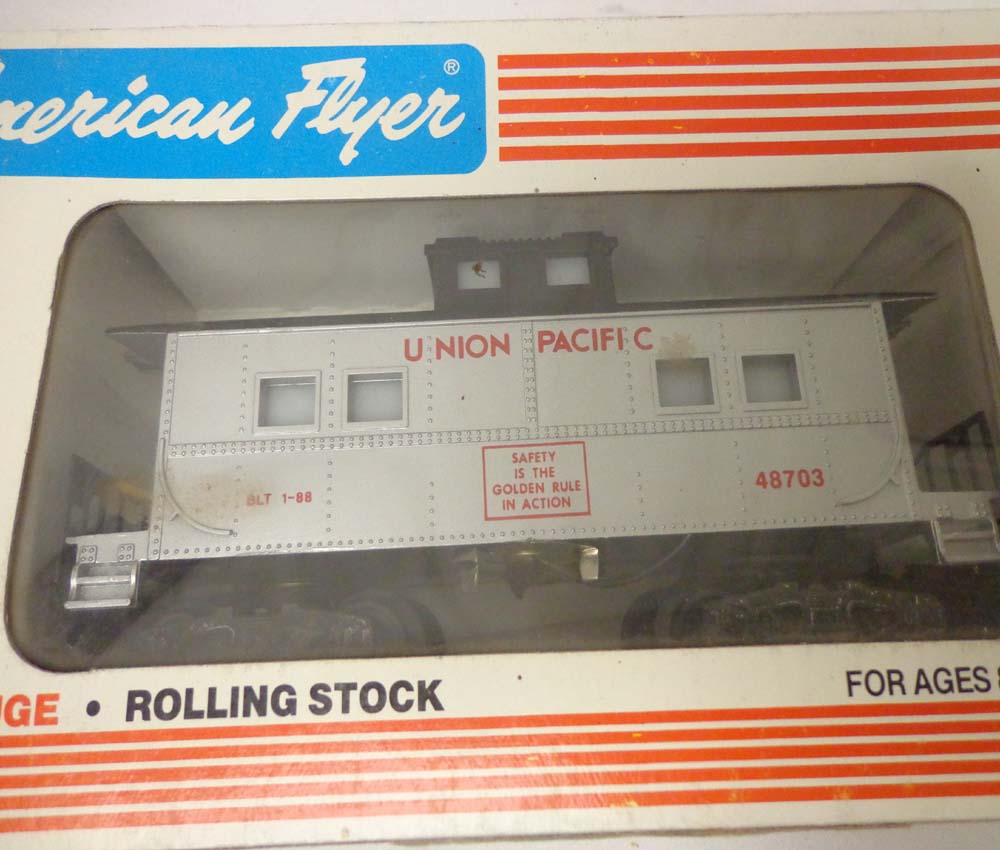 American Flyer®
UNION PACIFIC
SAFETY
IS THE
GOLDEN RULE
IN ACTION
BLT 1-88
48703
• ROLLING STOCK
FOR AGES